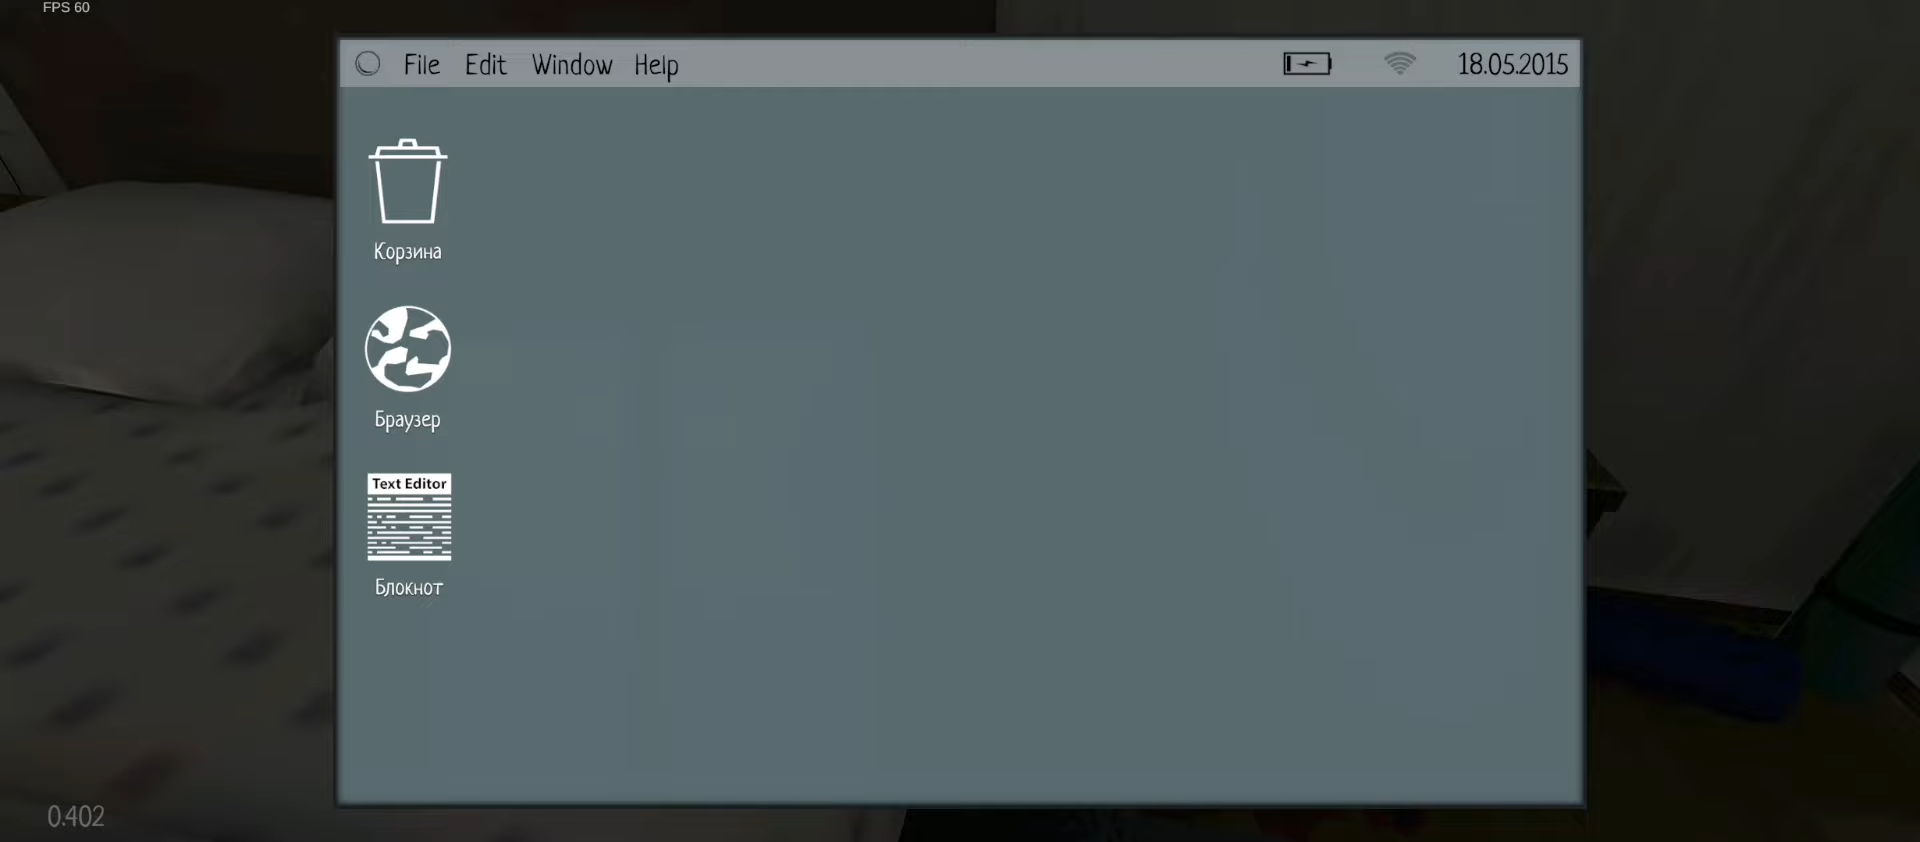 FPS 60
File Edit Window Help 18.05.2015
Корзина
Браузер
Text Editor
Блокнот
0.402